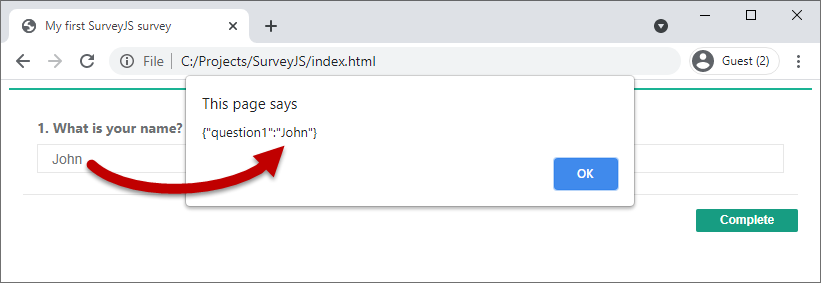 My first SurveyJS survey
File
C:/Projects/SurveyJS/index.html
Guest (2)
This page says
{"question1":"John"}
OK
1. What is your name?
John
Complete